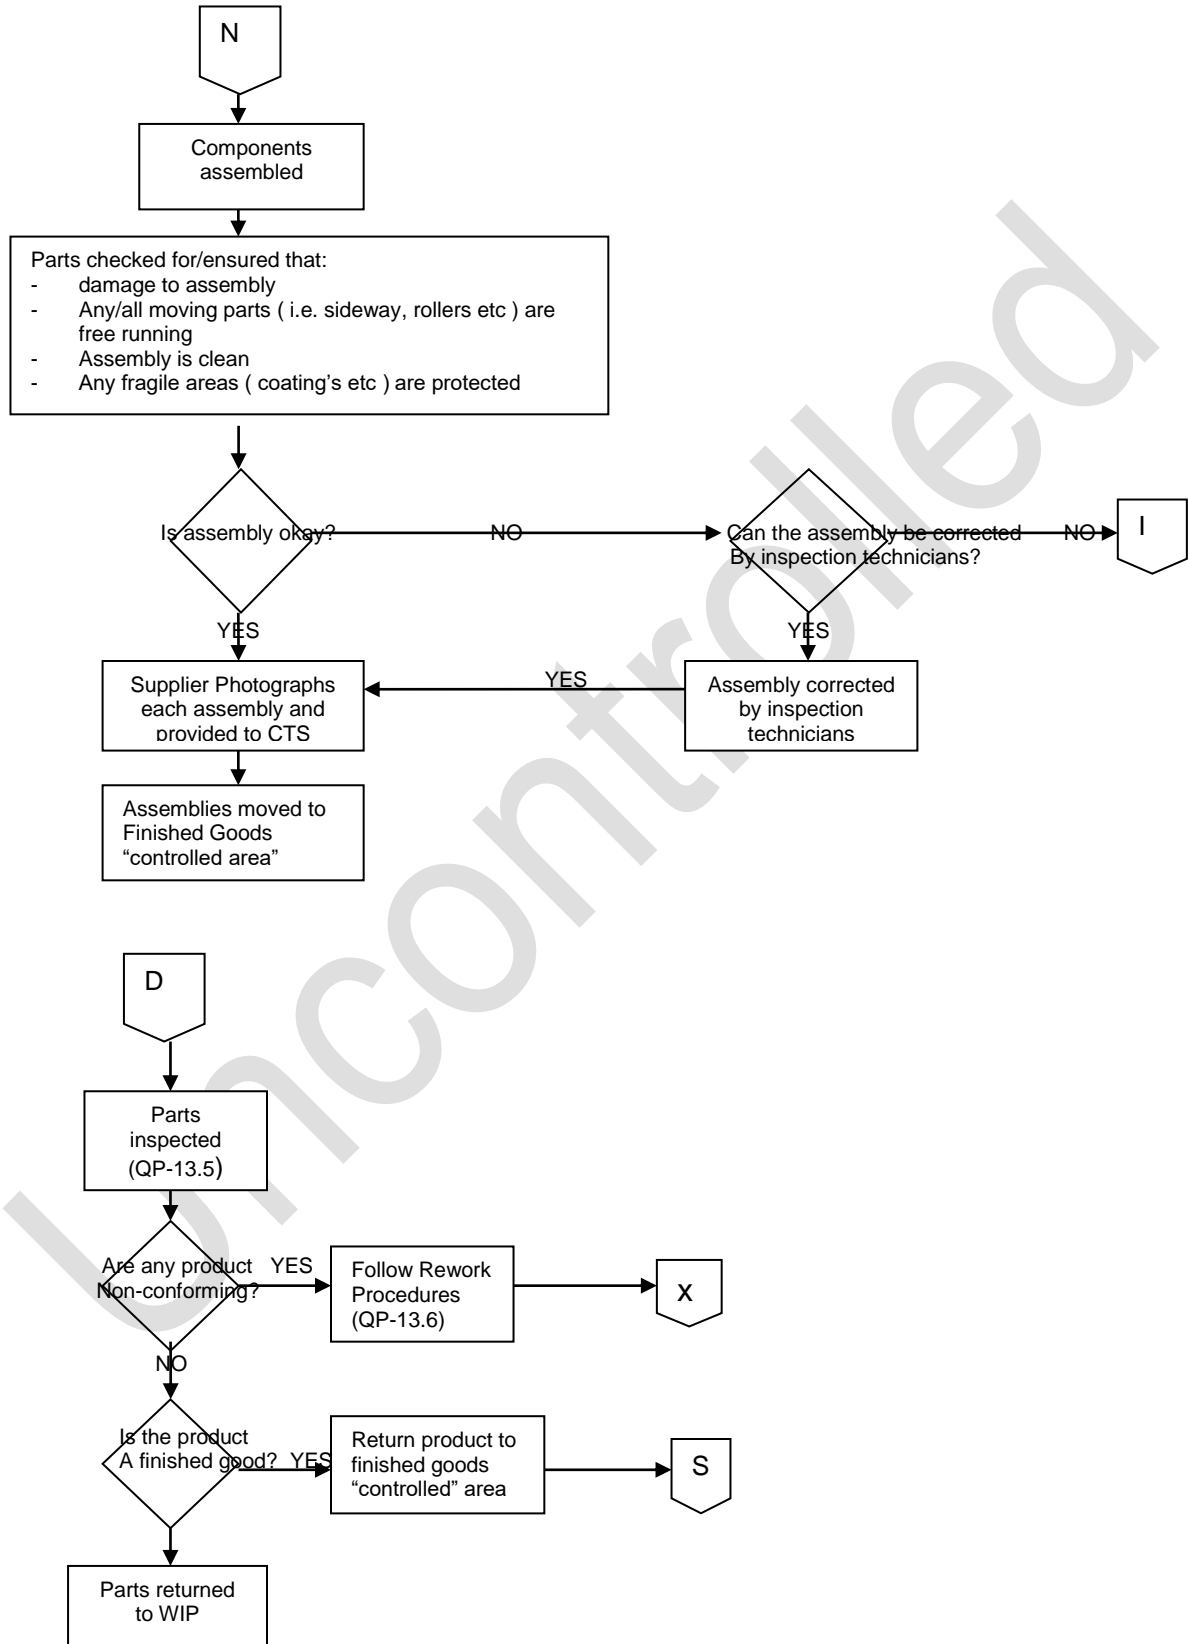 N
Components
assembled
Parts checked for/ensured that:
- damage to assembly
- Any/all moving parts ( i.e. sideway, rollers etc ) are
free running
- Assembly is clean
- Any fragile areas ( coating's etc ) are protected
Is assembly okay?
NO
Can the assembly be corrected
By inspection technicians?
NO
I
YES
YES
Supplier Photographs
each assembly and
provided to CTS
YES
Assembly corrected
by inspection
technicians
Assemblies moved to
Finished Goods
“controlled area”
D
Parts
inspected
(QP-13.5)
Are any product
Non-conforming?
YES
Follow Rework
Procedures
(QP-13.6)
x
NO
Is the product
A finished good?
YES
Return product to
finished goods
“controlled” area
S
Parts returned
to WIP
Uncontrolled